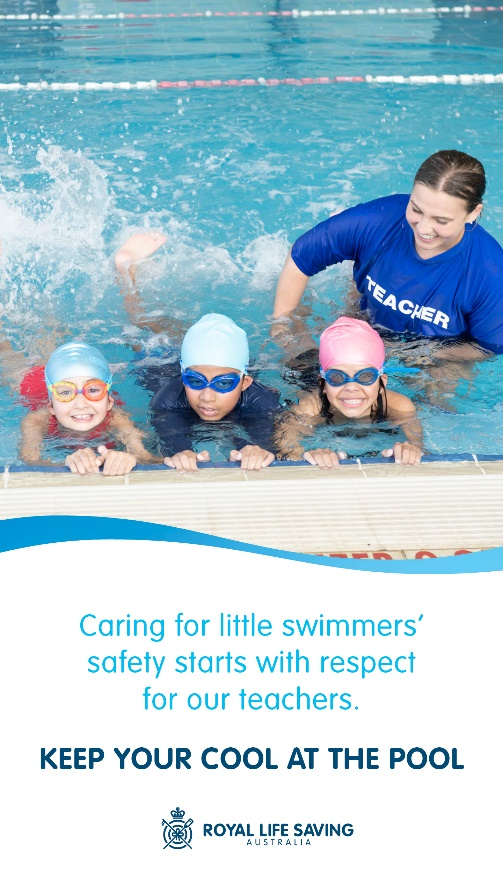 TEACHER
Caring for little swimmers’
safety starts with respect
for our teachers.
KEEP YOUR COOL AT THE POOL
ROYAL LIFE SAVING
AUSTRALIA